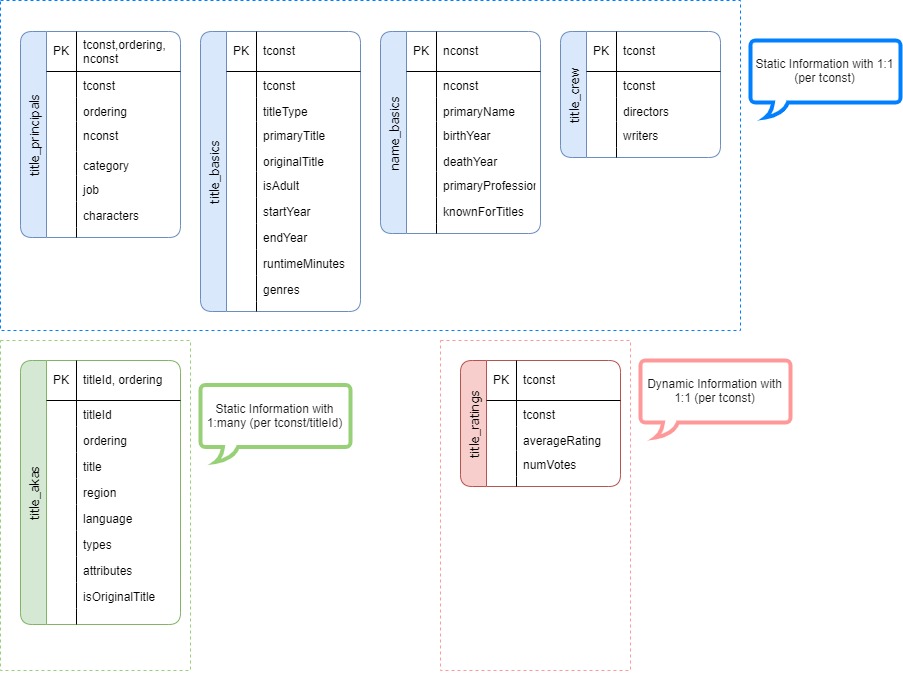 title_principals
PK
tconst,ordering,
nconst
tconst
ordering
nconst
category
job
characters
title_basics
PK
tconst
tconst
titleType
primaryTitle
originalTitle
isAdult
startYear
endYear
runtimeMinutes
genres
name_basics
PK
nconst
nconst
primaryName
birthYear
deathYear
primaryProfession
knownForTitles
title_crew
PK
tconst
tconst
directors
writers
Static Information with 1:1
(per tconst)
title_akas
PK
titleId, ordering
titleId
ordering
title
region
language
types
attributes
isOriginalTitle
Static Information with
1:many (per tconst/titleId)
title_ratings
PK
tconst
tconst
averageRating
numVotes
Dynamic Information with
1:1 (per tconst)